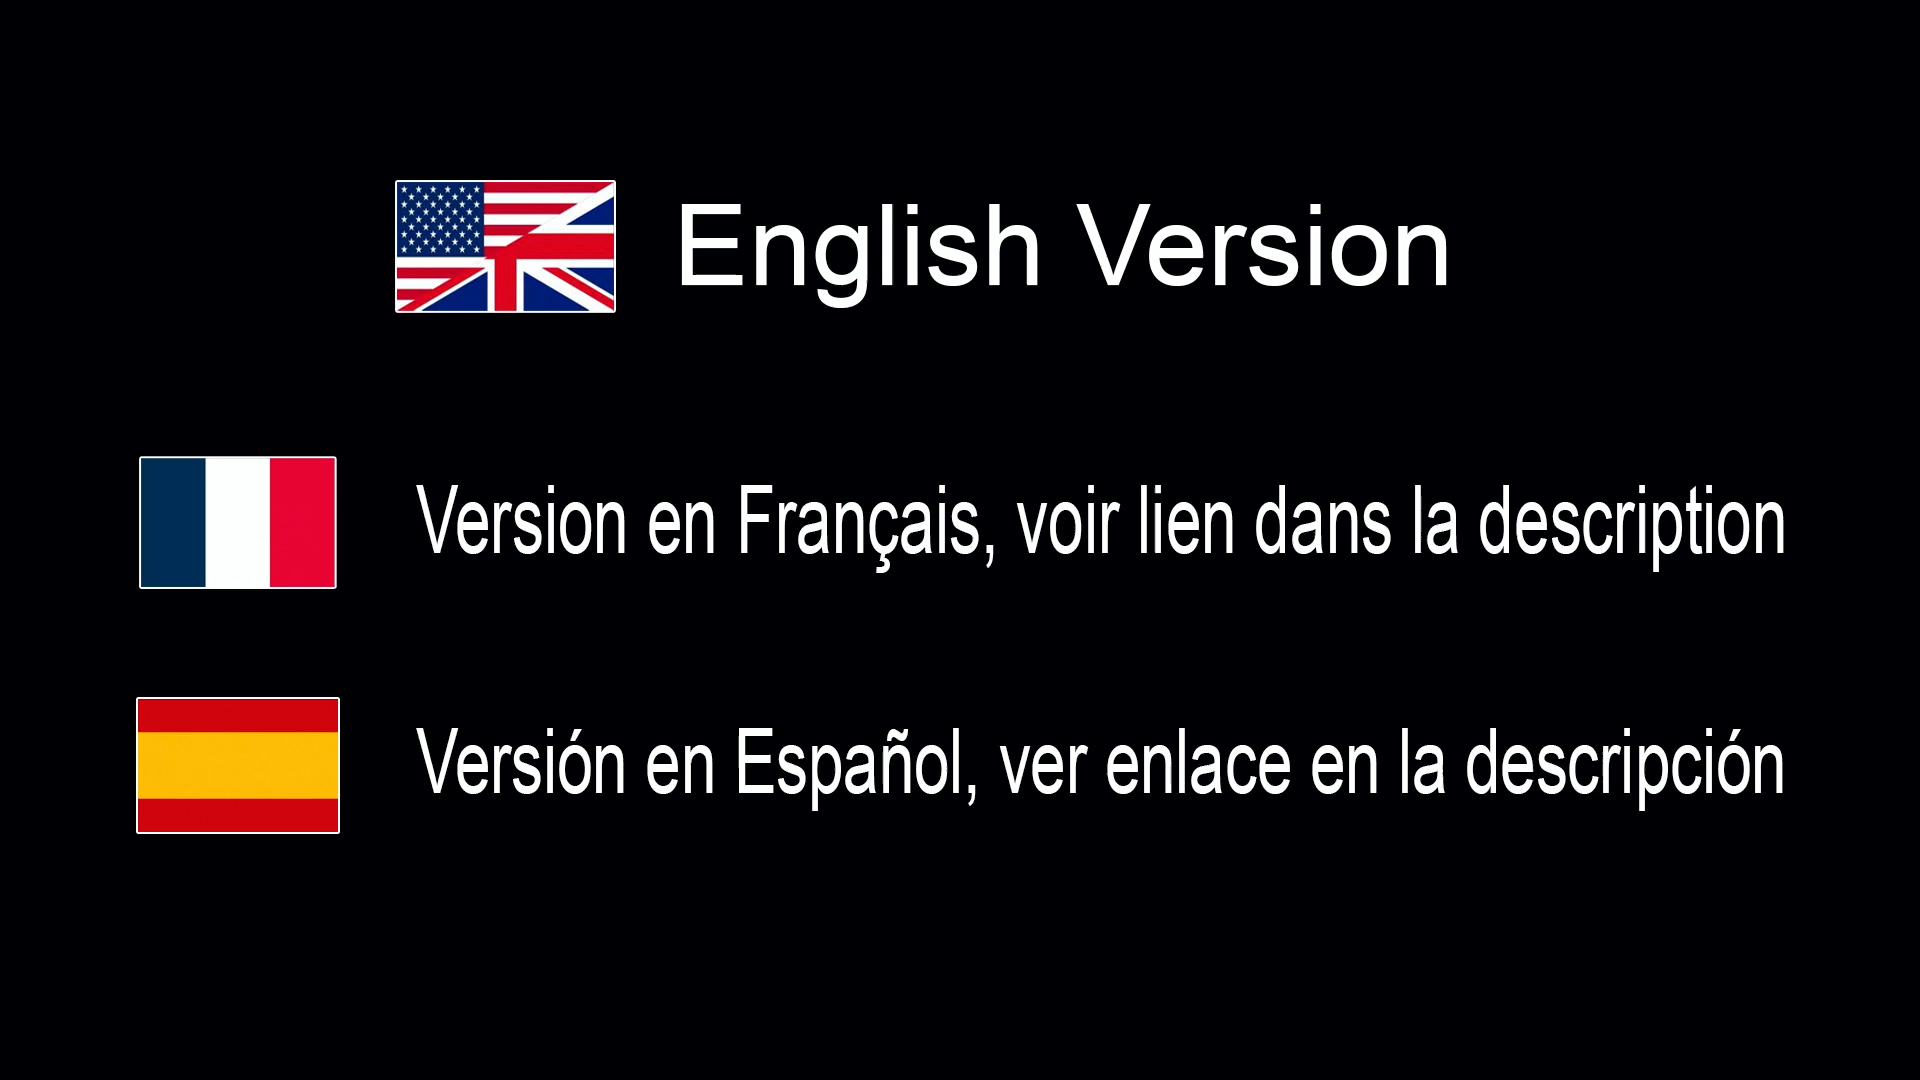 English Version
Version en Français, voir lien dans la description
Versión en Español, ver enlace en la descripción